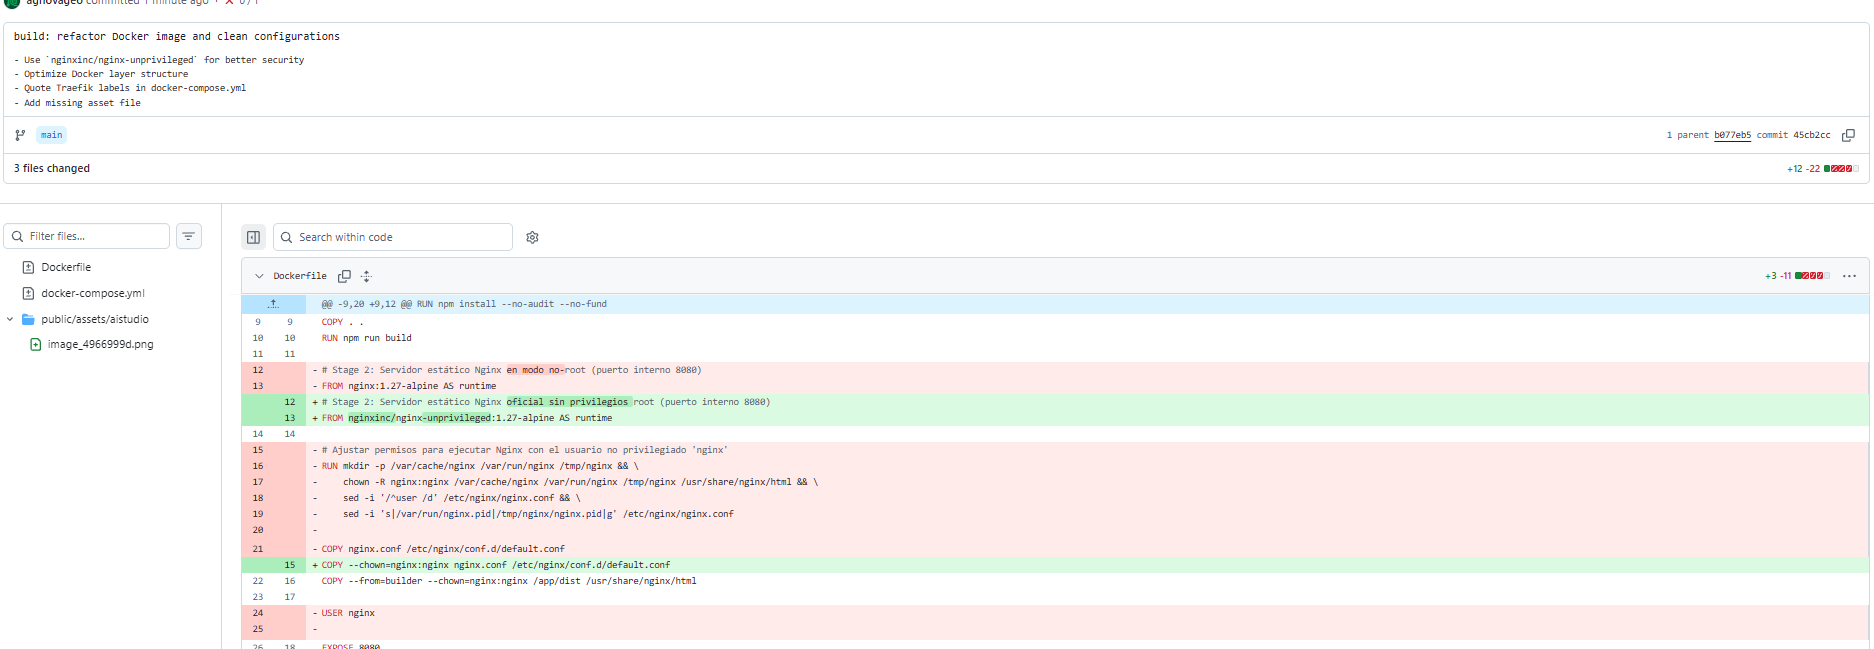 agnovageo committed 1 minute ago · 0 / 1
build: refactor Docker image and clean configurations
- Use `nginxinc/nginx-unprivileged` for better security
- Optimize Docker layer structure
- Quote Traefik labels in docker-compose.yml
- Add missing asset file
main
1 parent b077eb5 commit 45cb2cc
3 files changed
+12 -22
Filter files...
Search within code
Dockerfile
docker-compose.yml
public/assets/aistudio
image_4966999d.png
Dockerfile
+3 -11
@@ -9,20 +9,12 @@ RUN npm install --no-audit --no-fund
9 9 COPY . .
10 10 RUN npm run build
11 11
12 - # Stage 2: Servidor estático Nginx en modo no-root (puerto interno 8080)
13 - FROM nginx:1.27-alpine AS runtime
12 + # Stage 2: Servidor estático Nginx oficial sin privilegios root (puerto interno 8080)
13 + FROM nginxinc/nginx-unprivileged:1.27-alpine AS runtime
14 14
15 - # Ajustar permisos para ejecutar Nginx con el usuario no privilegiado 'nginx'
16 - RUN mkdir -p /var/cache/nginx /var/run/nginx /tmp/nginx && \
17 - chown -R nginx:nginx /var/cache/nginx /var/run/nginx /tmp/nginx /usr/share/nginx/html && \
18 - sed -i '/^user /d' /etc/nginx/nginx.conf && \
19 - sed -i 's|/var/run/nginx.pid|/tmp/nginx/nginx.pid|g' /etc/nginx/nginx.conf
20 -
21 - COPY nginx.conf /etc/nginx/conf.d/default.conf
15 + COPY --chown=nginx:nginx nginx.conf /etc/nginx/conf.d/default.conf
22 16 COPY --from=builder --chown=nginx:nginx /app/dist /usr/share/nginx/html
23 17
24 - USER nginx
25 -
26 18 EXPOSE 8080